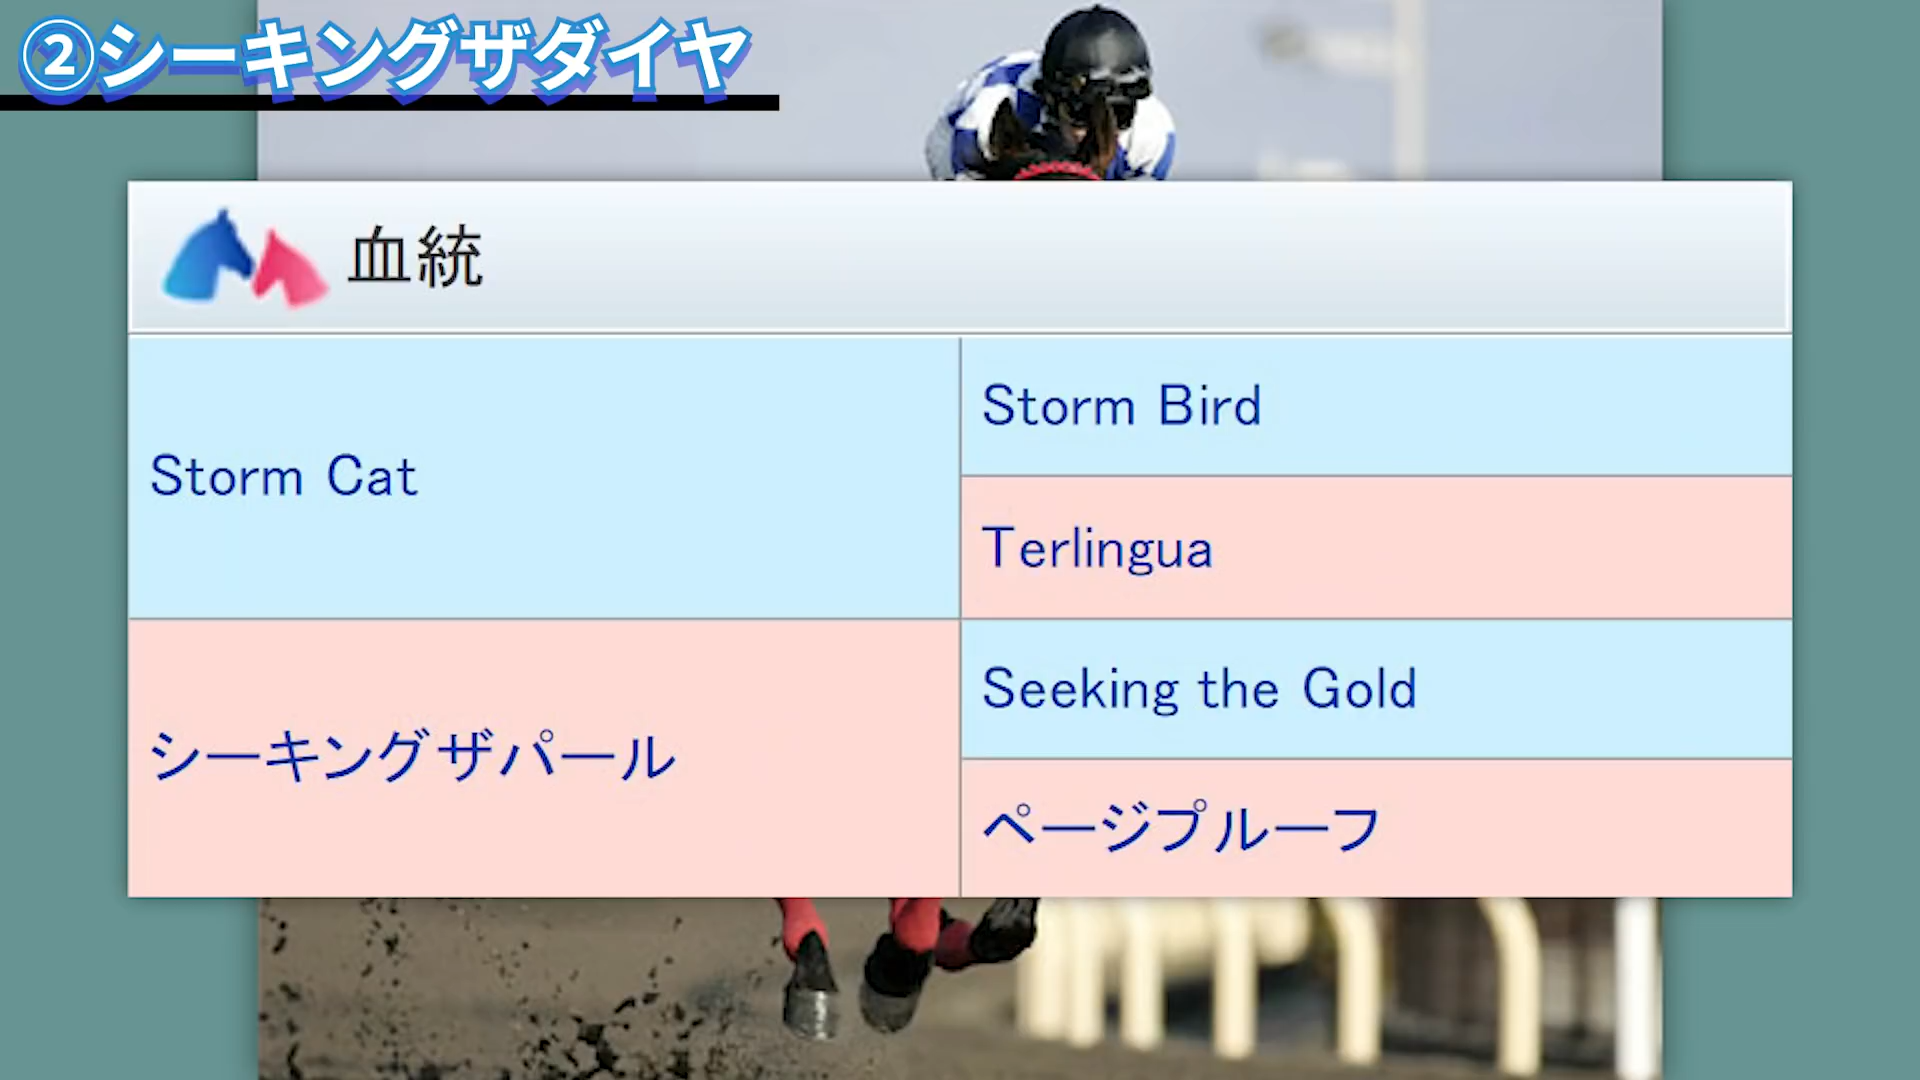 ②シーキングザダイヤ
血統
Storm Cat
Storm Bird
Terlingua
シーキングザパール
Seeking the Gold
ページプルーフ